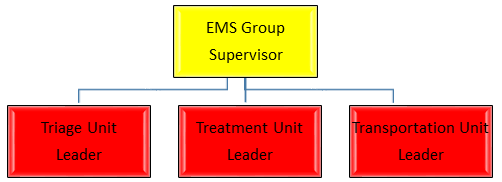 EMS Group
Supervisor
Triage Unit
Leader
Treatment Unit
Leader
Transportation Unit
Leader